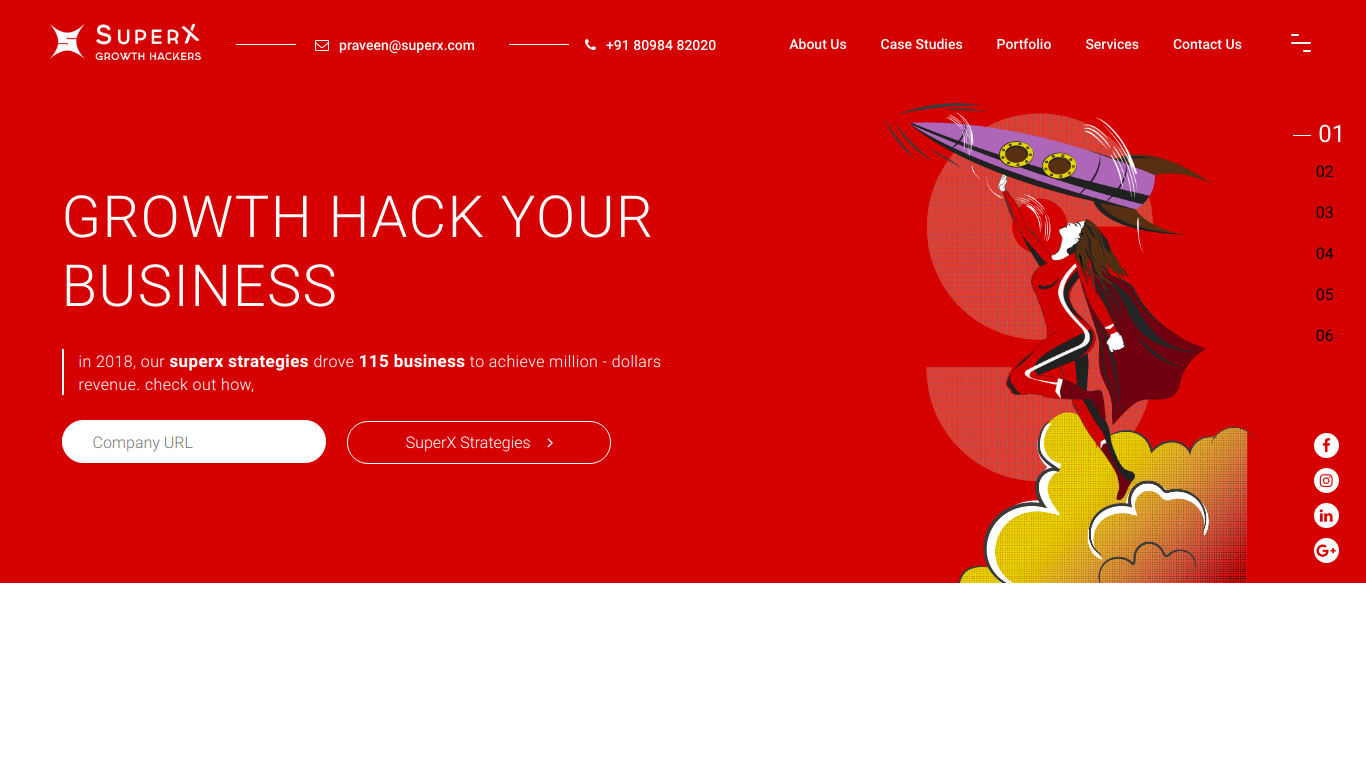 SUPERX
GROWTH HACKERS
praveen@superx.com
+91 80984 82020
About Us
Case Studies
Portfolio
Services
Contact Us
01
02
03
04
05
06
GROWTH HACK YOUR
BUSINESS
in 2018, our superx strategies drove 115 business to achieve million - dollars
revenue. check out how,
Company URL
SuperX Strategies